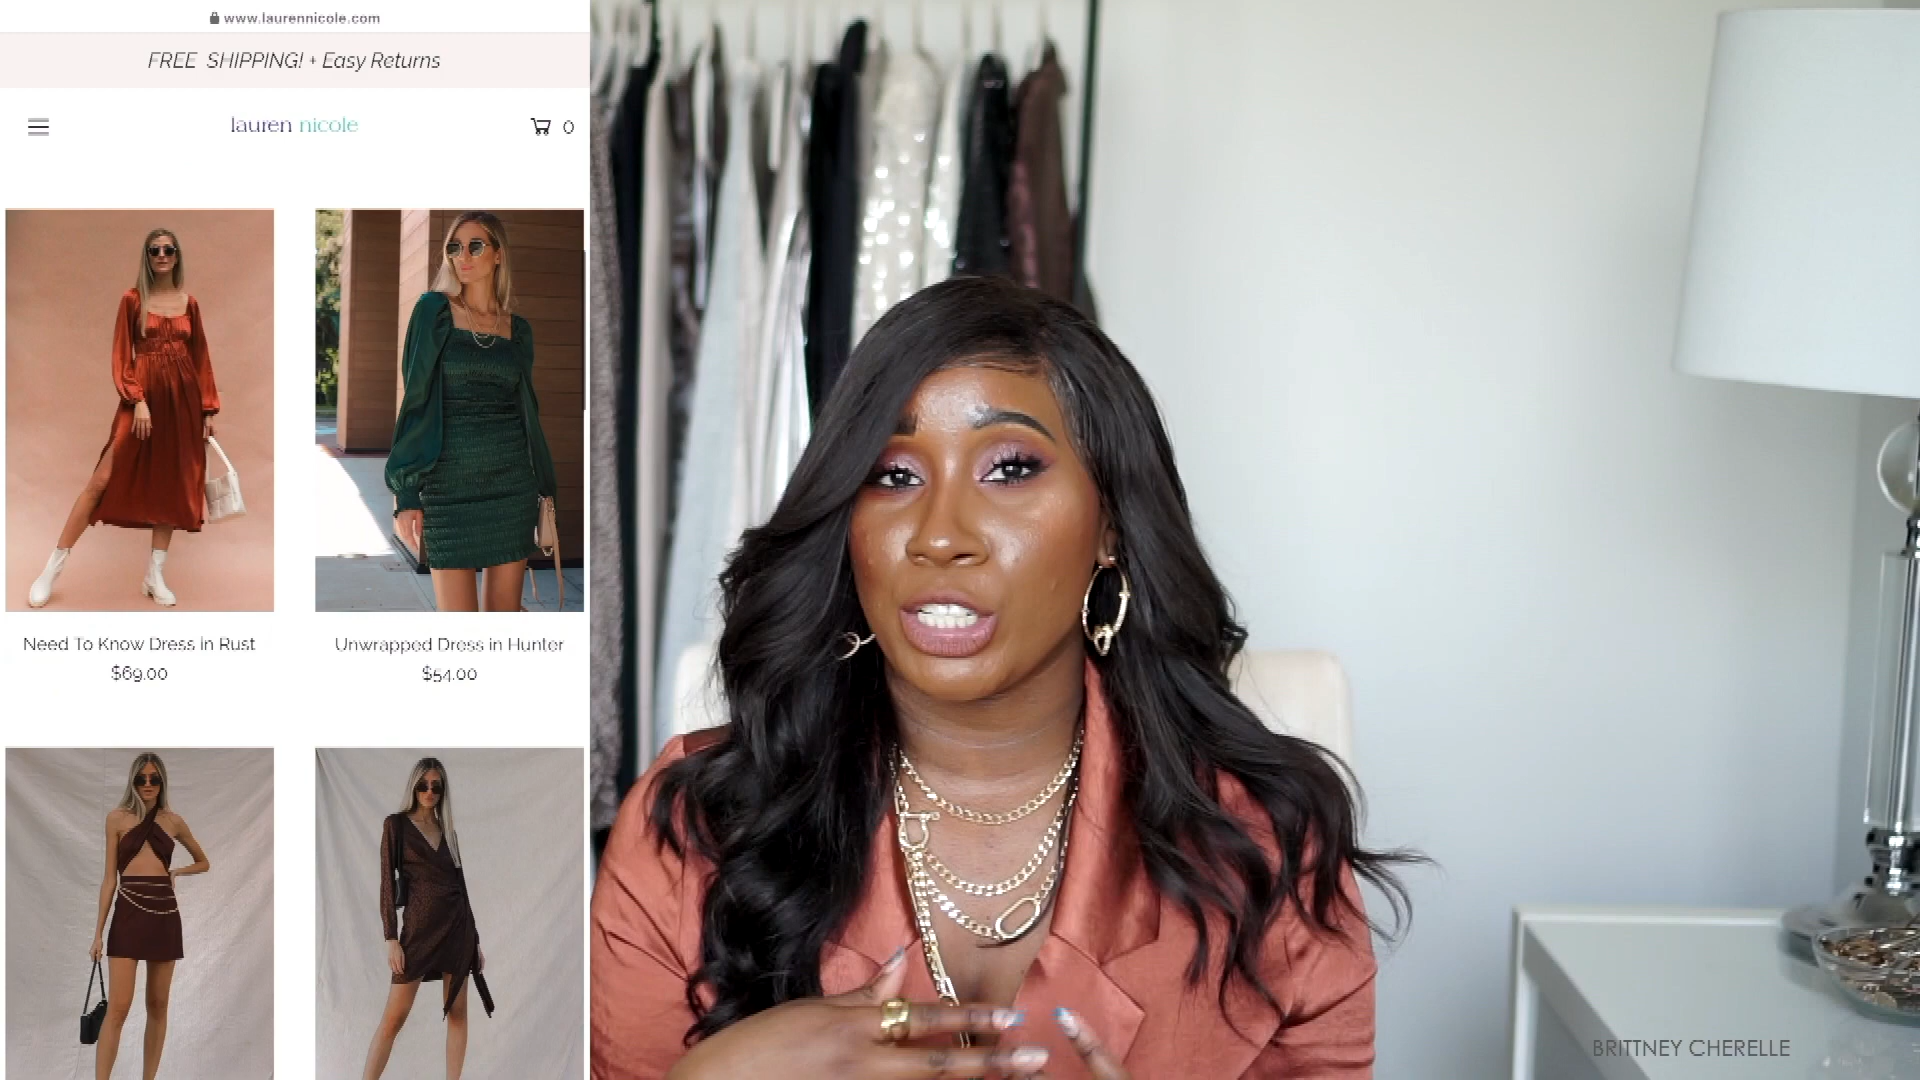 www.laurennicole.com
FREE SHIPPING! + Easy Returns
lauren nicole
0
Need To Know Dress in Rust
$69.00
Unwrapped Dress in Hunter
$54.00
BRITTNEY CHERELLE